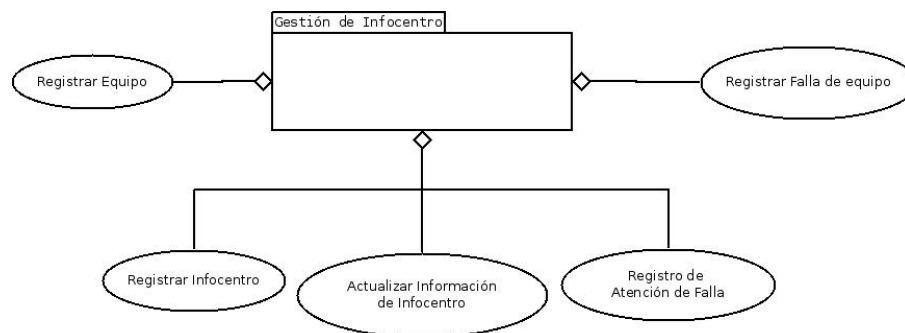 Gestión de Infocentro
Registrar Equipo
Registrar Falla de equipo
Registrar Infocentro
Actualizar Información
de Infocentro
Registro de
Atención de Falla